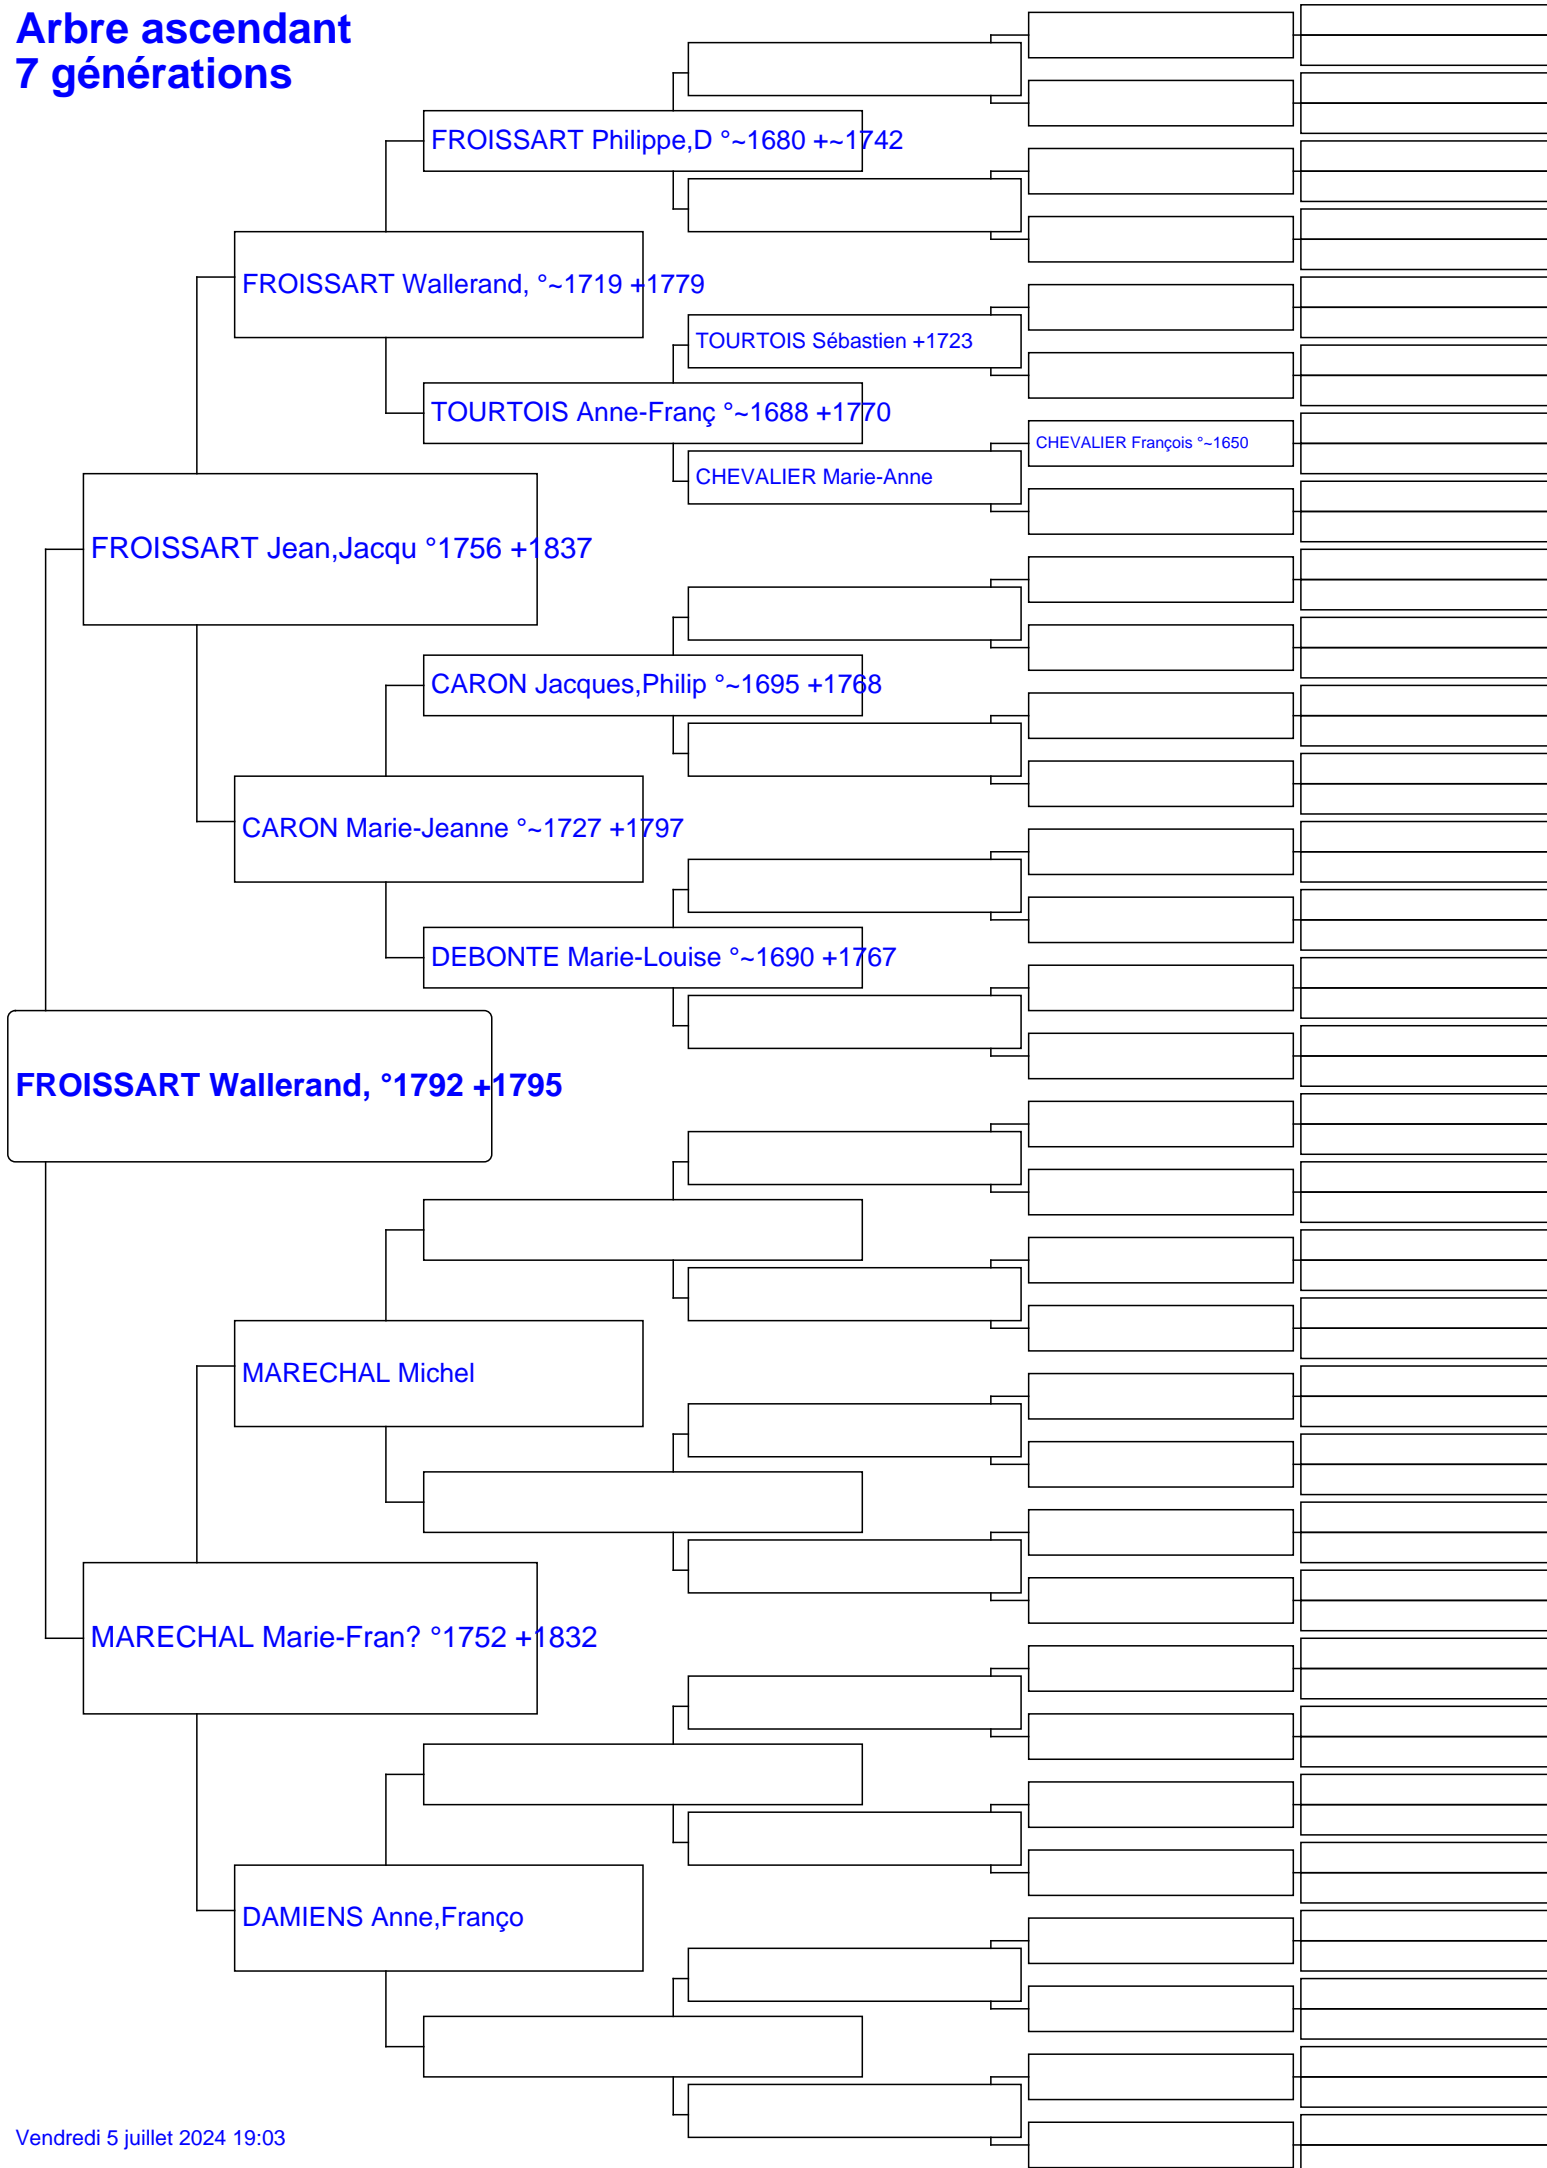 Arbre ascendant
7 générations
FROISSART Philippe,D °~1680 +~1742
FROISSART Wallerand, °~1719 +1779
TOURTOIS Sébastien +1723
TOURTOIS Anne-Franç °~1688 +1770
CHEVALIER François °~1650
CHEVALIER Marie-Anne
FROISSART Jean,Jacqu °1756 +1837
CARON Jacques,Philip °~1695 +1768
CARON Marie-Jeanne °~1727 +1797
DEBONTE Marie-Louise °~1690 +1767
FROISSART Wallerand, °1792 +1795
MARECHAL Michel
MARECHAL Marie-Fran? °1752 +1832
DAMIENS Anne,Franço
Vendredi 5 juillet 2024 19:03